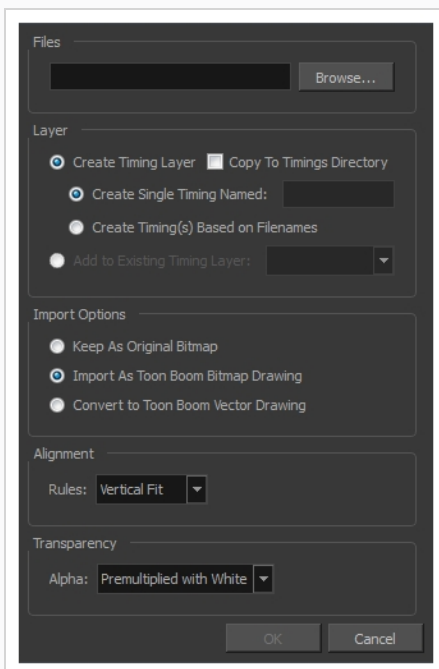 Files
Browse...
Layer
Create Timing Layer Copy To Timings Directory
Create Single Timing Named:
Create Timing(s) Based on Filenames
Add to Existing Timing Layer:
Import Options
Keep As Original Bitmap
Import As Toon Boom Bitmap Drawing
Convert to Toon Boom Vector Drawing
Alignment
Rules: Vertical Fit
Transparency
Alpha: Premultiplied with White
OK Cancel